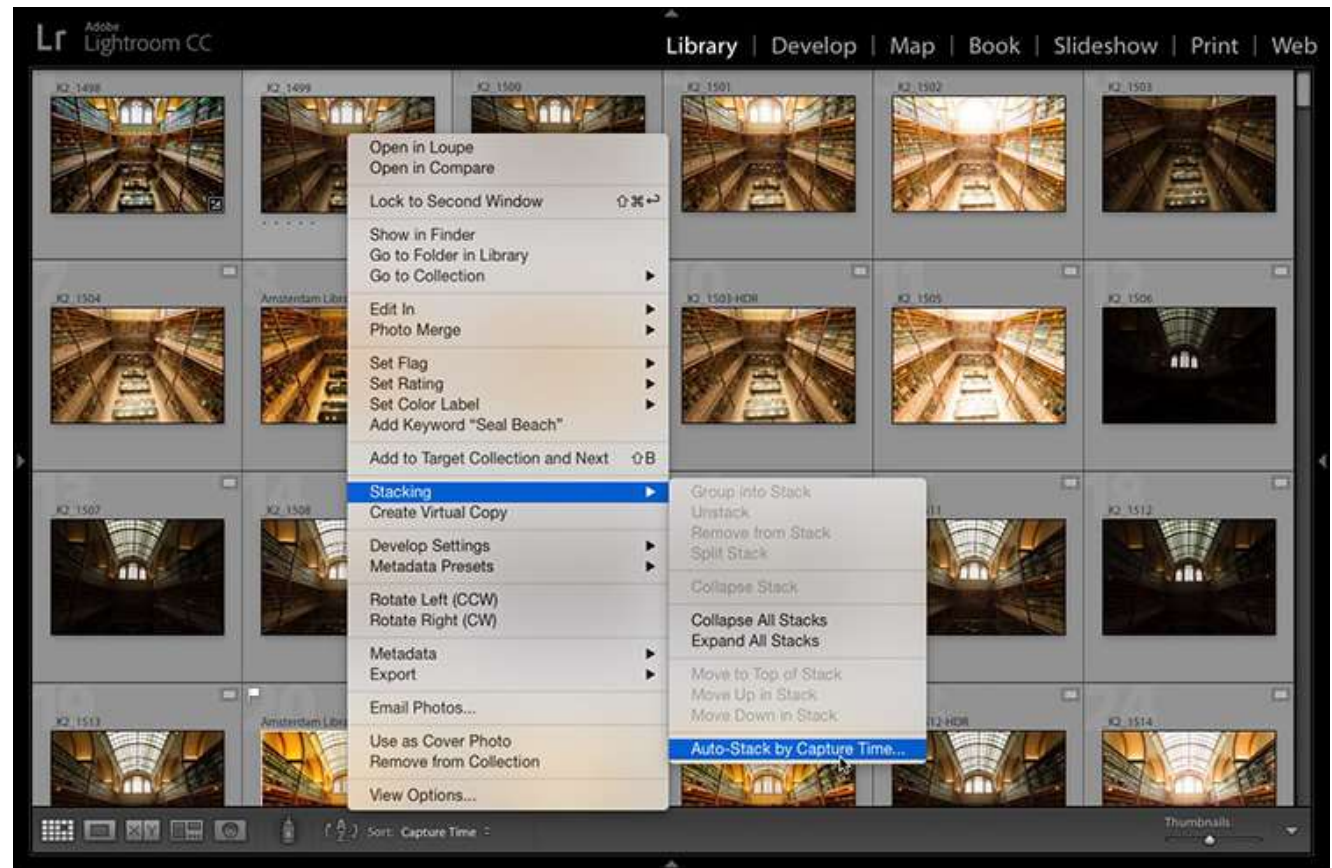 Lr Adobe
Lightroom CC
Library | Develop | Map | Book | Slideshow | Print | Web
K2_1498
K2_1499
K2_1500
K2_1501
K2_1502
K2_1503
Open in Loupe
Open in Compare
Lock to Second Window ⇧⌘↩
Show in Finder
Go to Folder in Library
Go to Collection
Edit In
Photo Merge
Set Flag
Set Rating
Set Color Label
Add Keyword “Seal Beach”
Add to Target Collection and Next ⇧B
Stacking
Create Virtual Copy
Develop Settings
Metadata Presets
Rotate Left (CCW)
Rotate Right (CW)
Metadata
Export
Email Photos...
Use as Cover Photo
Remove from Collection
View Options...
Group into Stack
Unstack
Remove from Stack
Split Stack
Collapse Stack
Collapse All Stacks
Expand All Stacks
Move to Top of Stack
Move Up in Stack
Move Down in Stack
Auto-Stack by Capture Time...
K2_1504
Amsterdam Libra
K2_1503-HDR
K2_1505
K2_1506
K2_1507
K2_1508
K2_1512
K2_1513
Amsterdam Libra
12-HDR
K2_1514
XY
Sort: Capture Time
Thumbnails